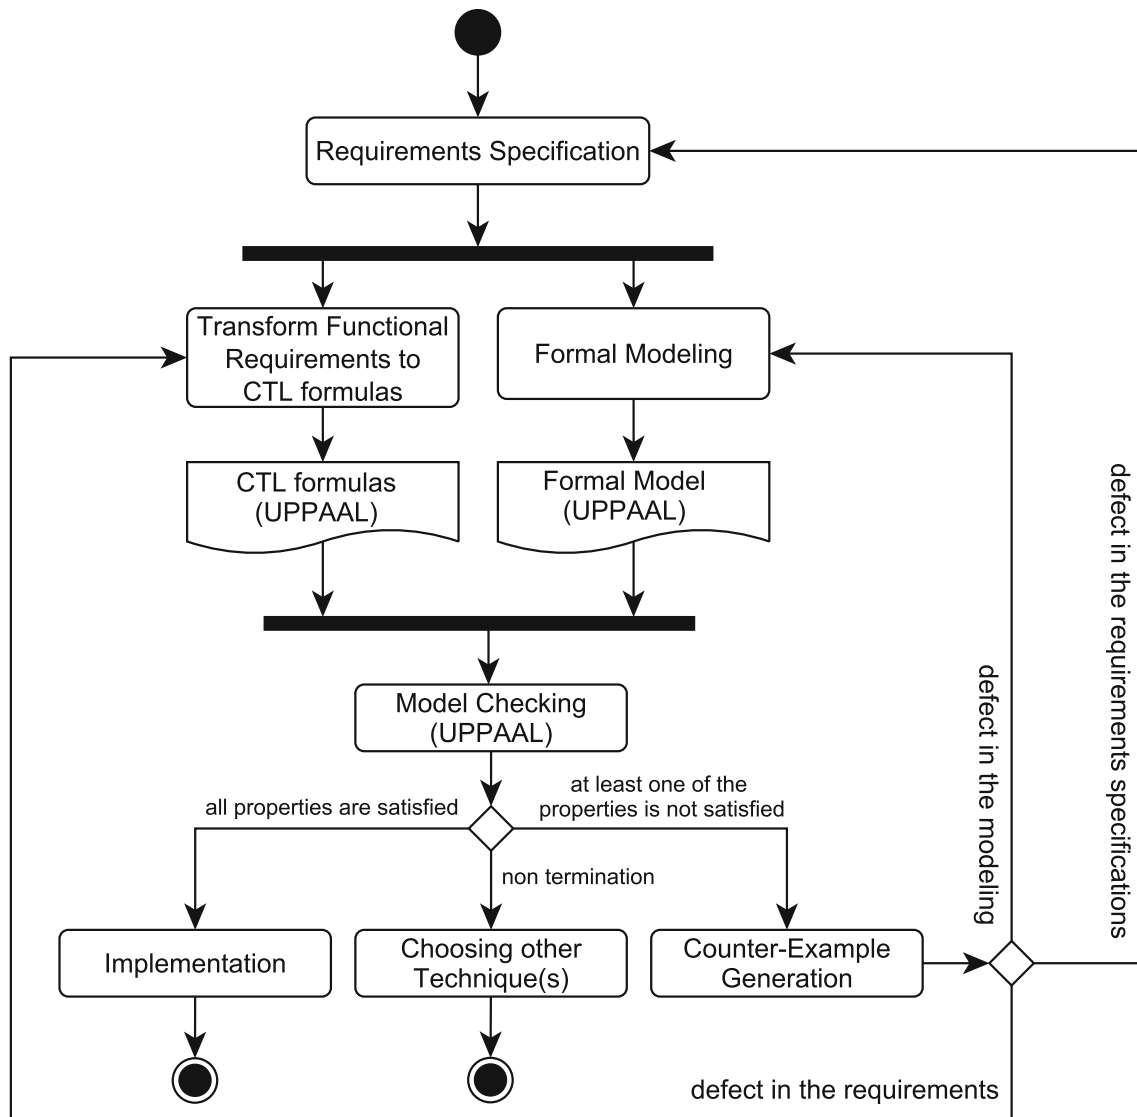 Requirements Specification
Transform Functional
Requirements to
CTL formulas
Formal Modeling
CTL formulas
(UPPAAL)
Formal Model
(UPPAAL)
Model Checking
(UPPAAL)
all properties are satisfied
at least one of the
properties is not satisfied
non termination
Implementation
Choosing other
Technique(s)
Counter-Example
Generation
defect in the modeling
defect in the requirements specifications
defect in the requirements